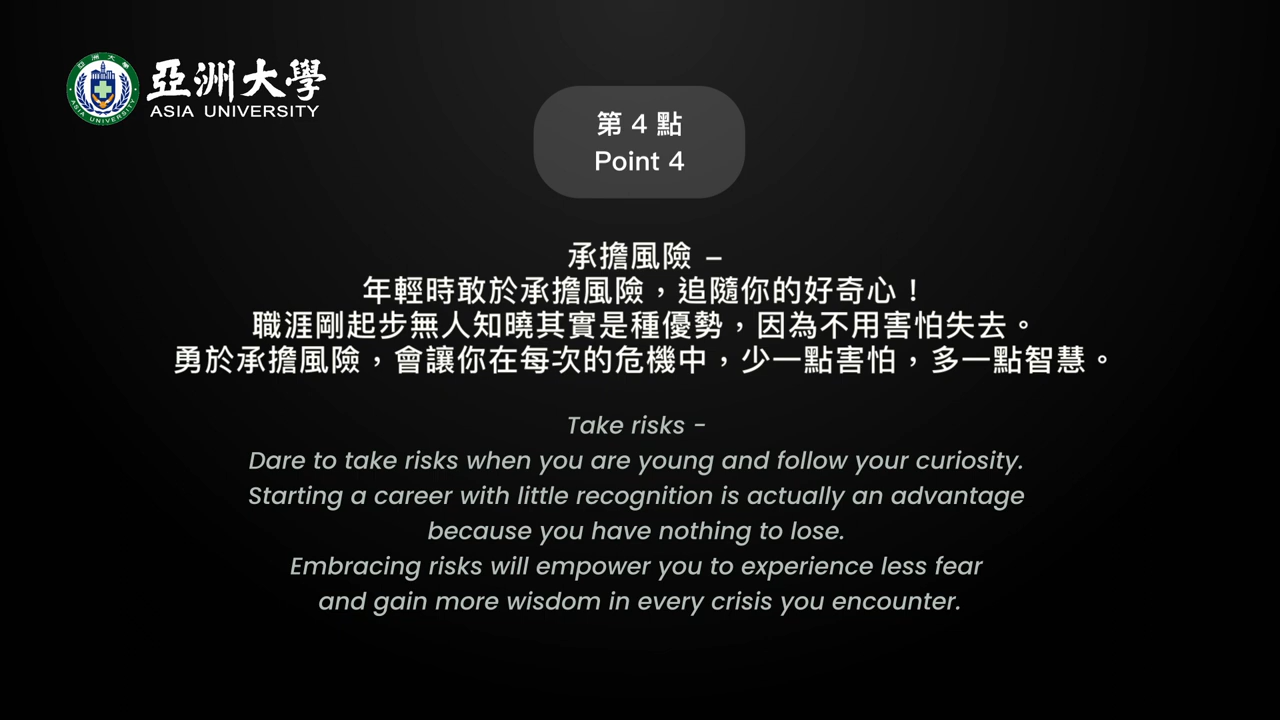 亞洲大學
ASIA UNIVERSITY
第 4 點
Point 4
承擔風險 –
年輕時敢於承擔風險，追隨你的好奇心！
職涯剛起步無人知曉其實是種優勢，因為不用害怕失去。
勇於承擔風險，會讓你在每次的危機中，少一點害怕，多一點智慧。
Take risks -
Dare to take risks when you are young and follow your curiosity.
Starting a career with little recognition is actually an advantage
because you have nothing to lose.
Embracing risks will empower you to experience less fear
and gain more wisdom in every crisis you encounter.